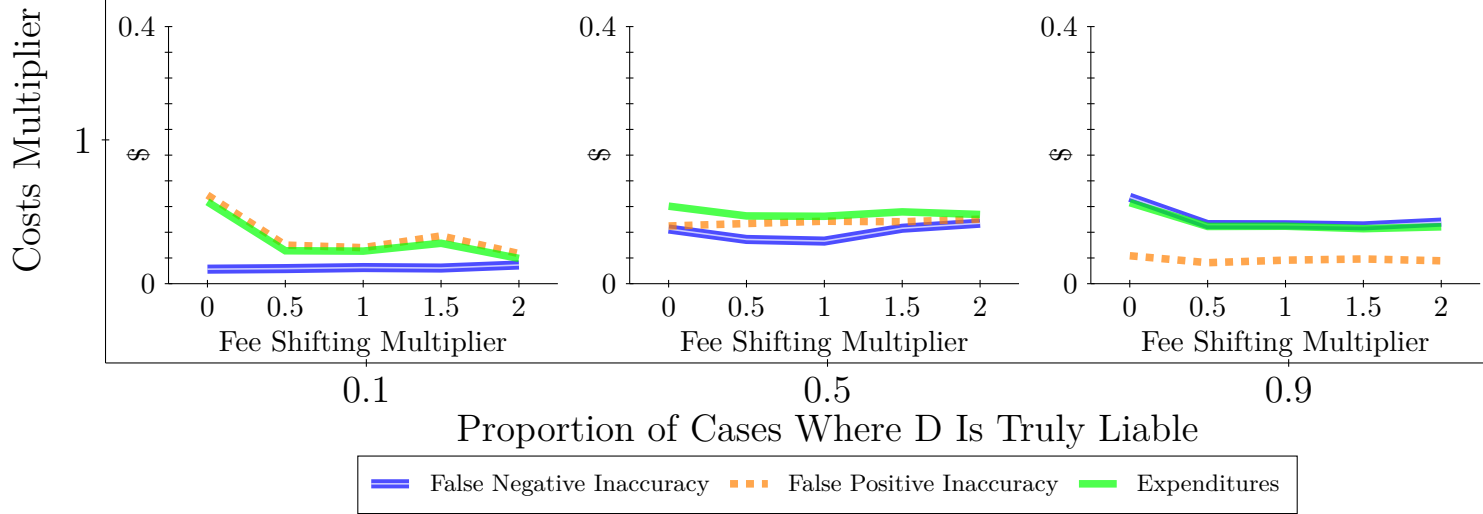 Costs Multiplier
1
0.4
$
0
0 0.5 1 1.5 2
Fee Shifting Multiplier
0.4
$
0
0 0.5 1 1.5 2
Fee Shifting Multiplier
0.4
$
0
0 0.5 1 1.5 2
Fee Shifting Multiplier
0.1 0.5 0.9
Proportion of Cases Where D Is Truly Liable
False Negative Inaccuracy False Positive Inaccuracy Expenditures